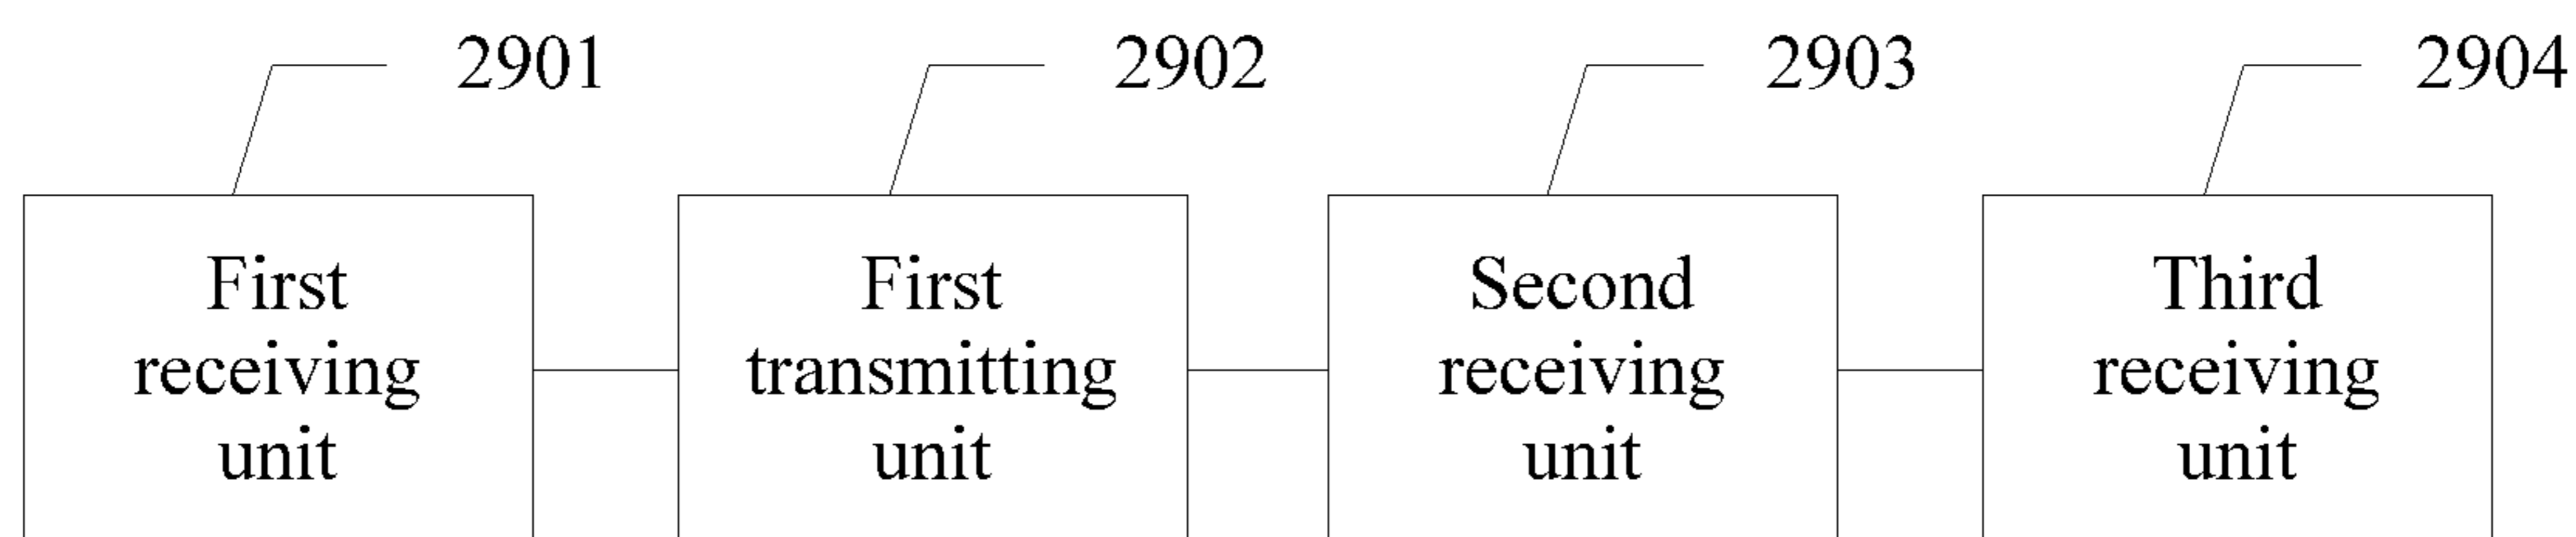 2901
2902
2903
2904
First
receiving
unit
First
transmitting
unit
Second
receiving
unit
Third
receiving
unit